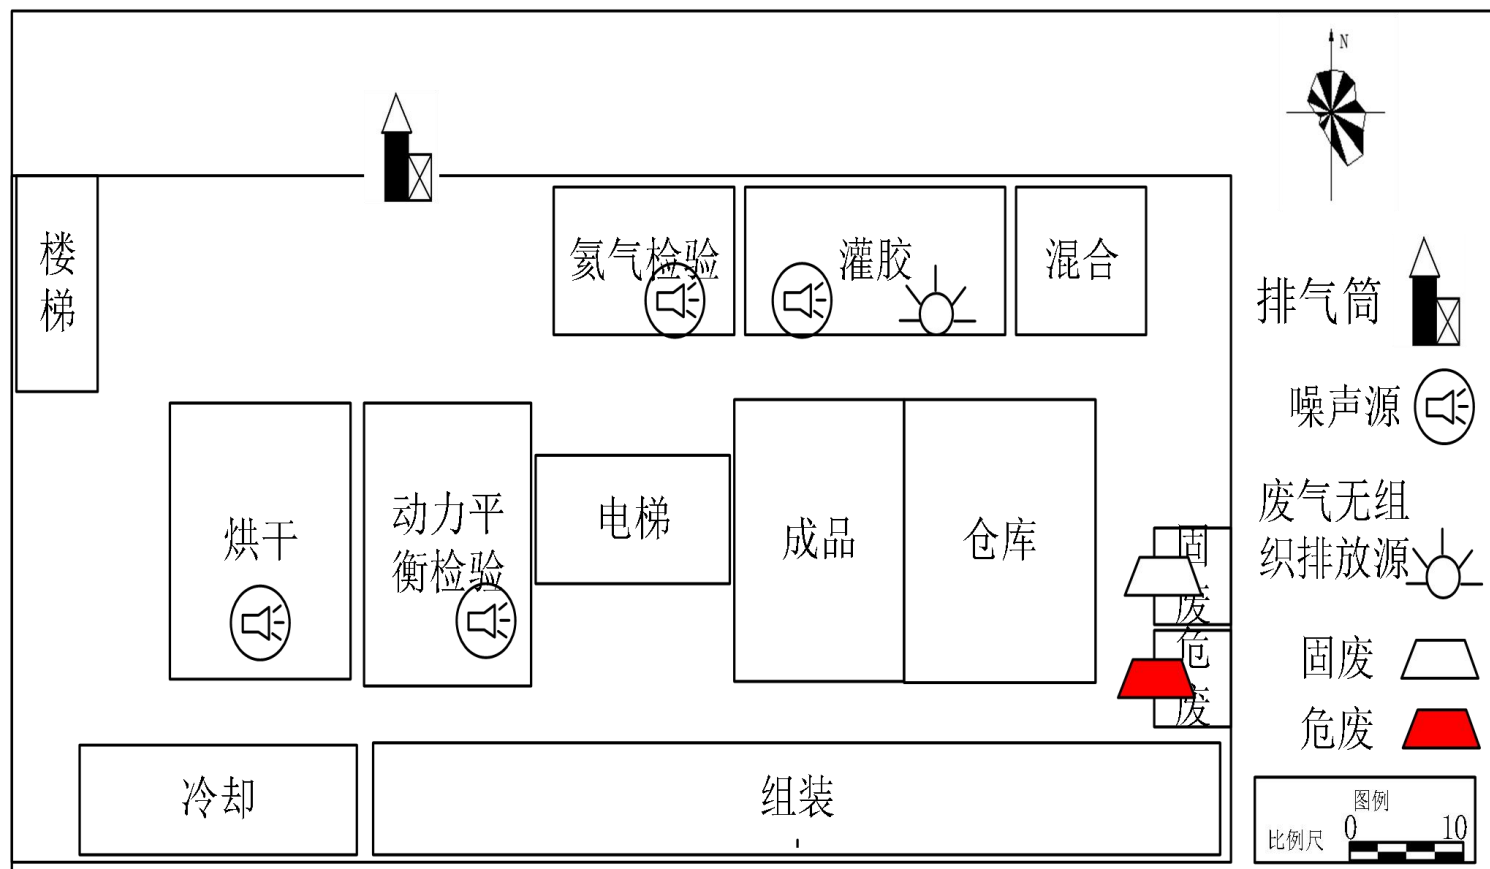 N
楼
梯
氦气检验
灌胶
混合
排气筒
噪声源
烘干
动力平
衡检验
电梯
成品
仓库
固
废
危
废
废气无组
织排放源
固废
危废
冷却
组装
图例
比例尺
0
10